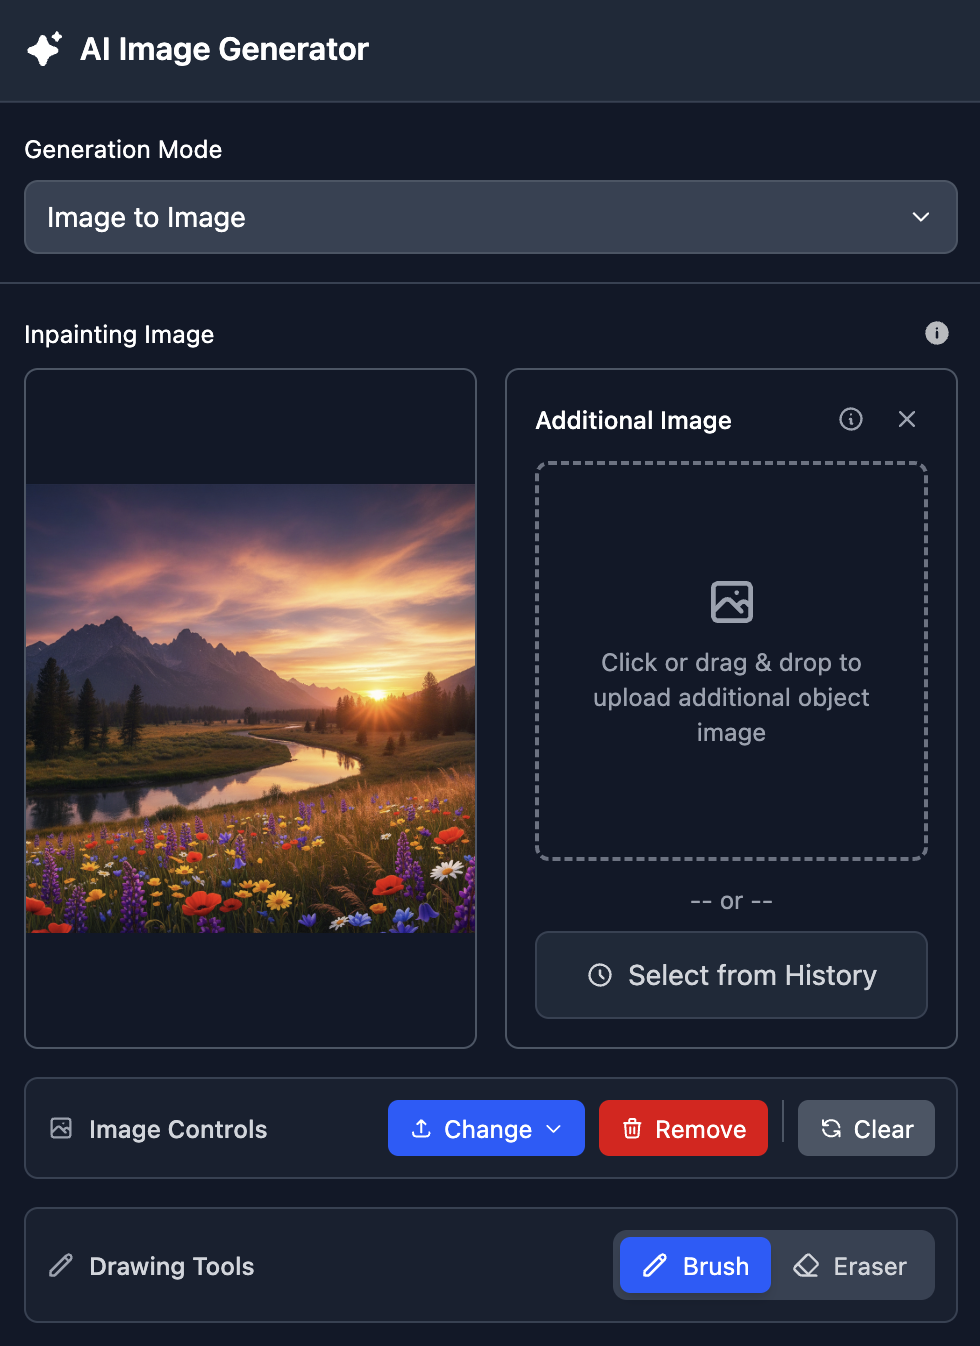 AI Image Generator
Generation Mode
Image to Image
Inpainting Image
Additional Image
Click or drag & drop to
upload additional object
image
-- or --
Select from History
Image Controls
Change
Remove
Clear
Drawing Tools
Brush
Eraser